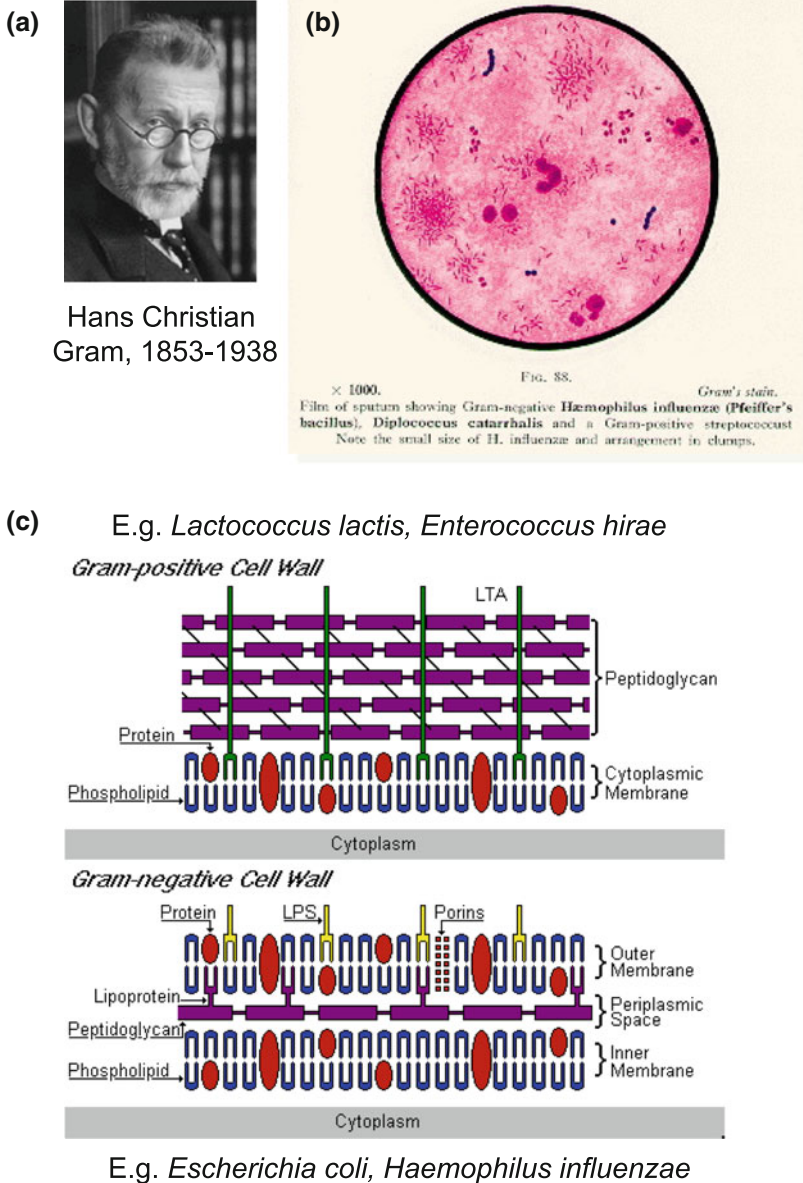 (a)
Hans Christian
Gram, 1853-1938
(b)
FIG. 88.
× 1000.
Gram's stain.
Film of sputum showing Gram-negative Hæmophilus influenzæ (Pfeiffer's
bacillus), Diplococcus catarrhalis and a Gram-positive streptococcust
Note the small size of H. influenzæ and arrangement in clumps.
(c)
E.g. Lactococcus lactis, Enterococcus hirae
Gram-positive Cell Wall
LTA
Peptidoglycan
Protein
Phospholipid
Cytoplasmic
Membrane
Cytoplasm
Gram-negative Cell Wall
Protein
LPS
Porins
Outer
Membrane
Lipoprotein
Periplasmic
Space
Peptidoglycan
Phospholipid
Inner
Membrane
Cytoplasm
E.g. Escherichia coli, Haemophilus influenzae